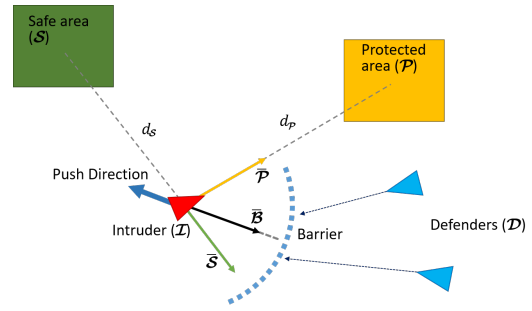 Safe area
(𝓢)
Protected
area (𝓟)
d𝓢
d𝓟
Push Direction
𝓟̅
𝓑̅
Intruder (𝓘)
Barrier
Defenders (𝓓)
𝓢̅